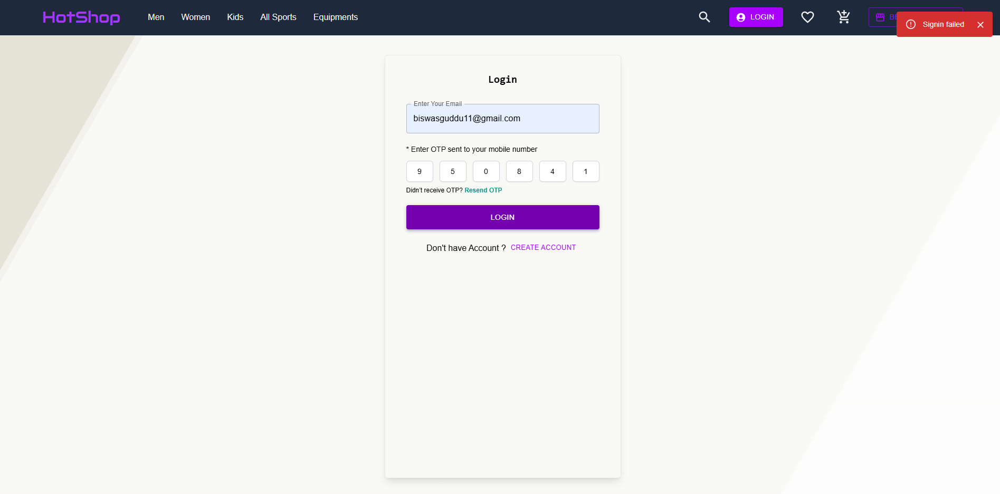 HotShop Men Women Kids All Sports Equipments LOGIN Signin failed
Login
Enter Your Email
biswasguddu11@gmail.com
* Enter OTP sent to your mobile number
9 5 0 8 4 1
Didn't receive OTP? Resend OTP
LOGIN
Don't have Account ? CREATE ACCOUNT